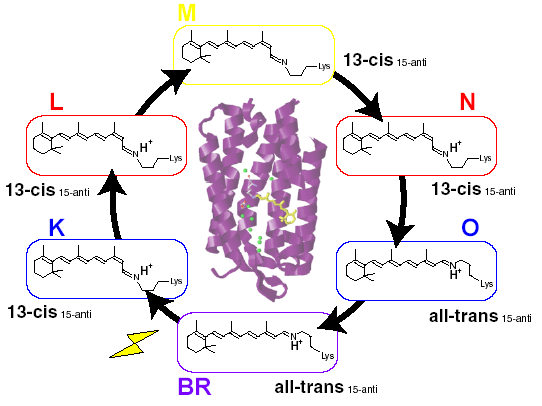 M
Lys
N
13-cis 15-anti
L
N
H+
N
Lys
13-cis 15-anti
H+
N
Lys
13-cis 15-anti
K
O
H+
N
Lys
13-cis 15-anti
N
H+
Lys
all-trans 15-anti
N
H+
Lys
BR
all-trans 15-anti